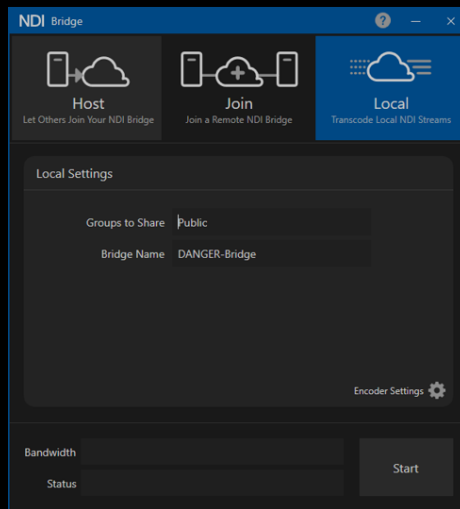 NDI Bridge
?
Host
Let Others Join Your NDI Bridge
Join
Join a Remote NDI Bridge
Local
Transcode Local NDI Streams
Local Settings
Groups to Share Public
Bridge Name DANGER-Bridge
Encoder Settings
Bandwidth
Status
Start